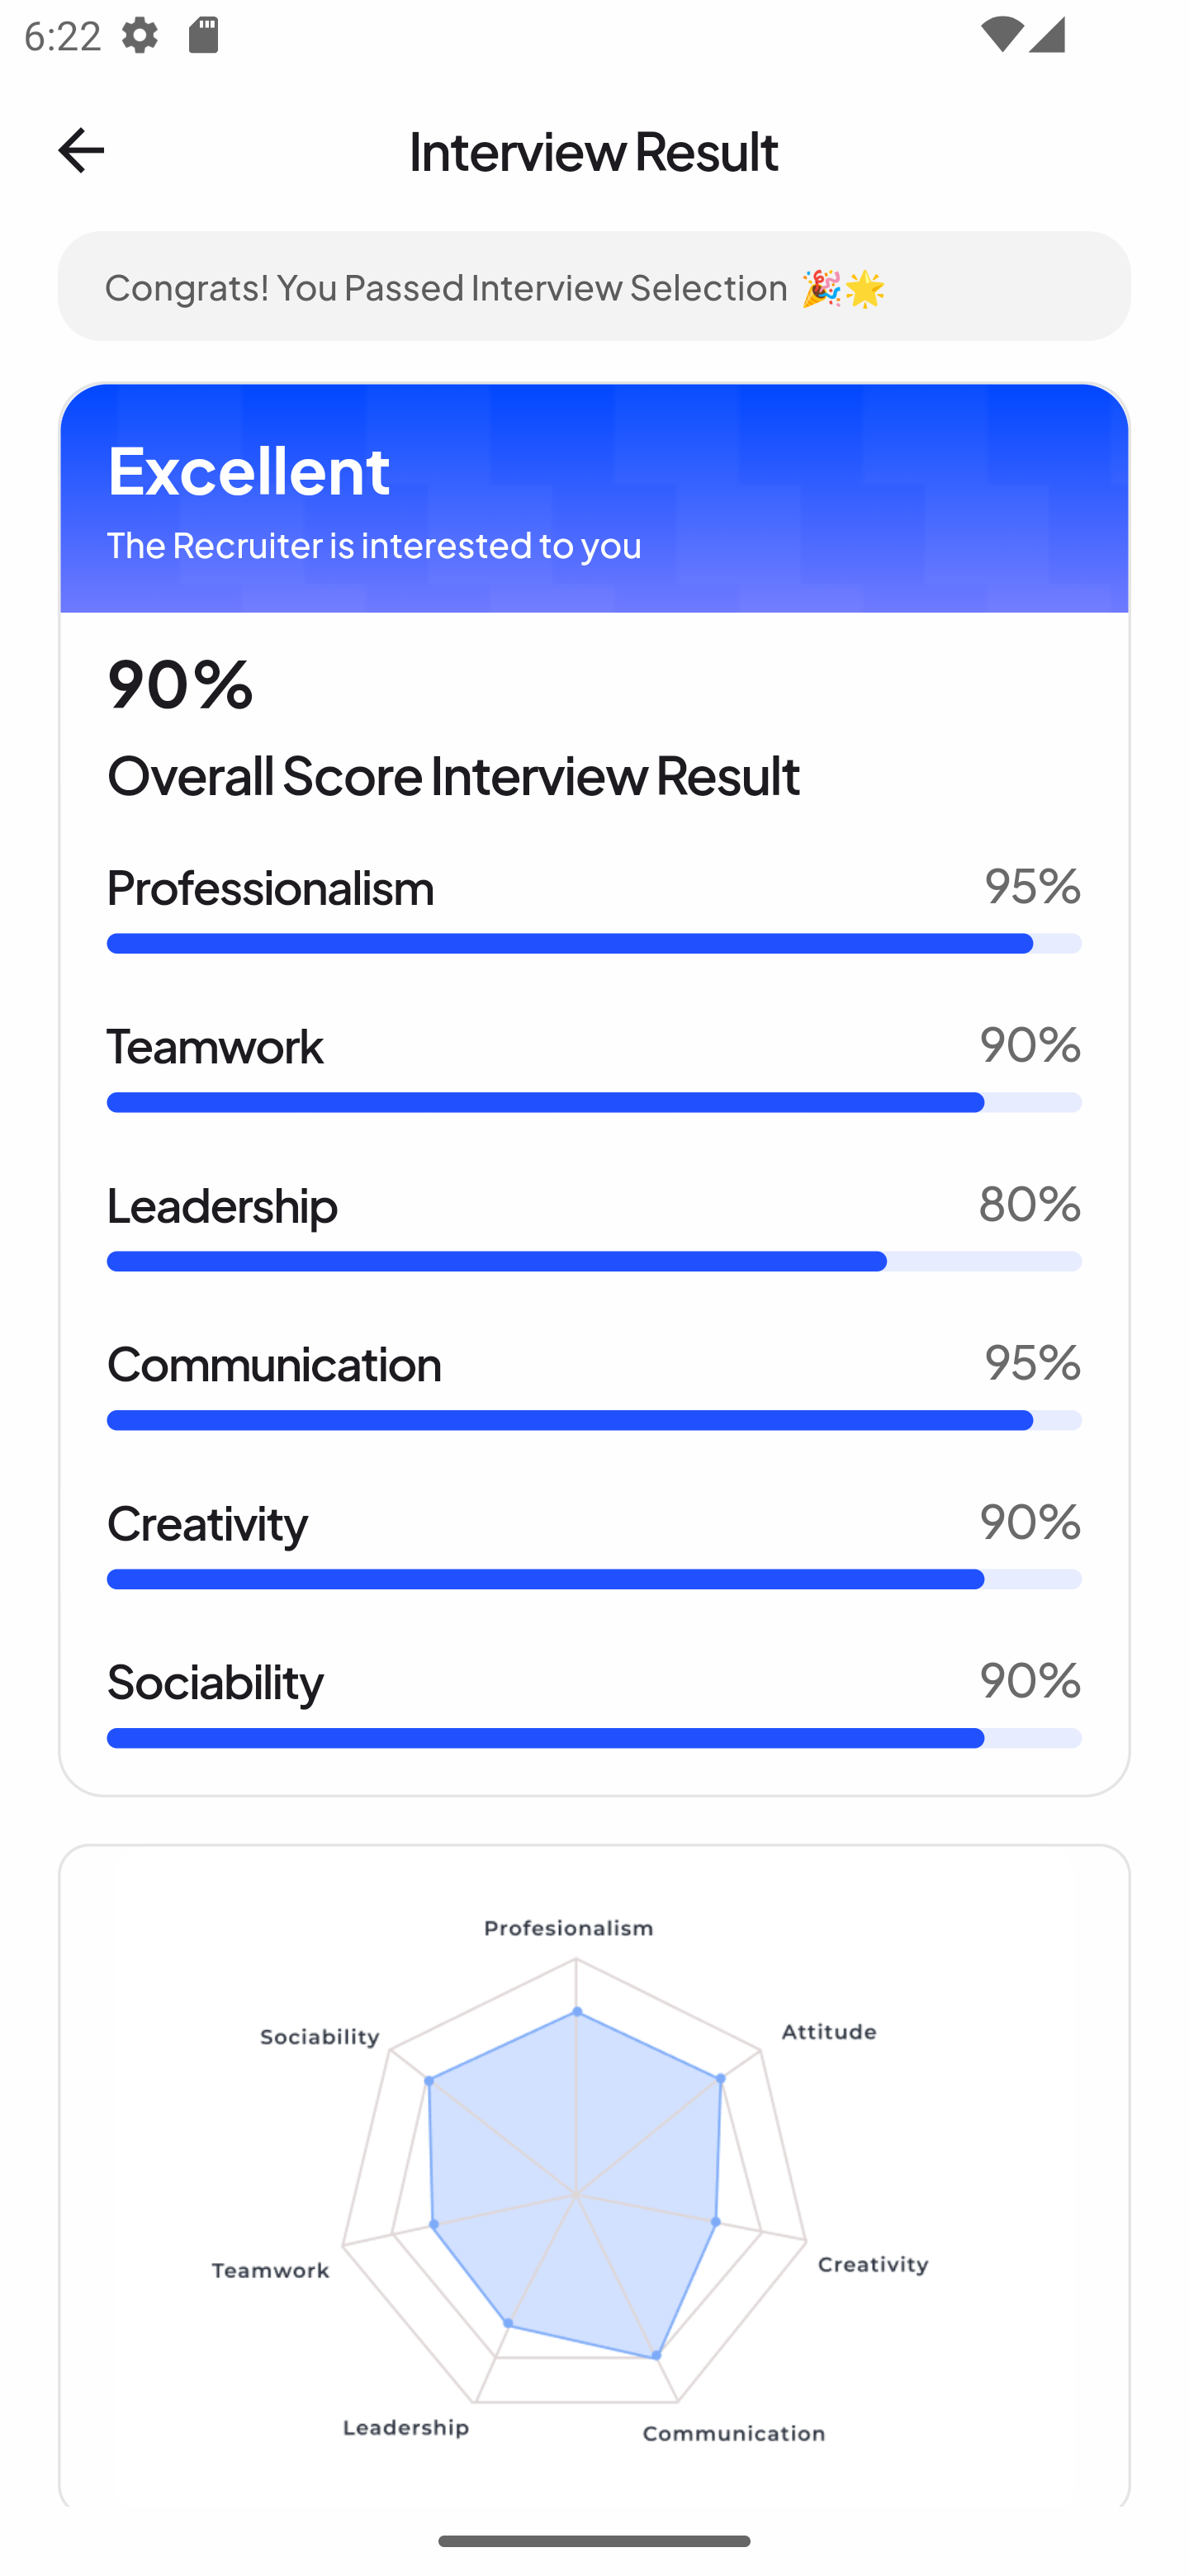 6:22
Interview Result
Congrats! You Passed Interview Selection 🎉🌟
Excellent
The Recruiter is interested to you
90%
Overall Score Interview Result
Professionalism 95%
Teamwork 90%
Leadership 80%
Communication 95%
Creativity 90%
Sociability 90%
Profesionalism
Attitude
Sociability
Creativity
Teamwork
Leadership
Communication